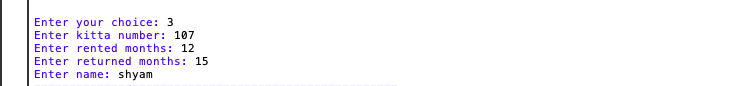 Enter your choice: 3
Enter kitta number: 107
Enter rented months: 12
Enter returned months: 15
Enter name: shyam